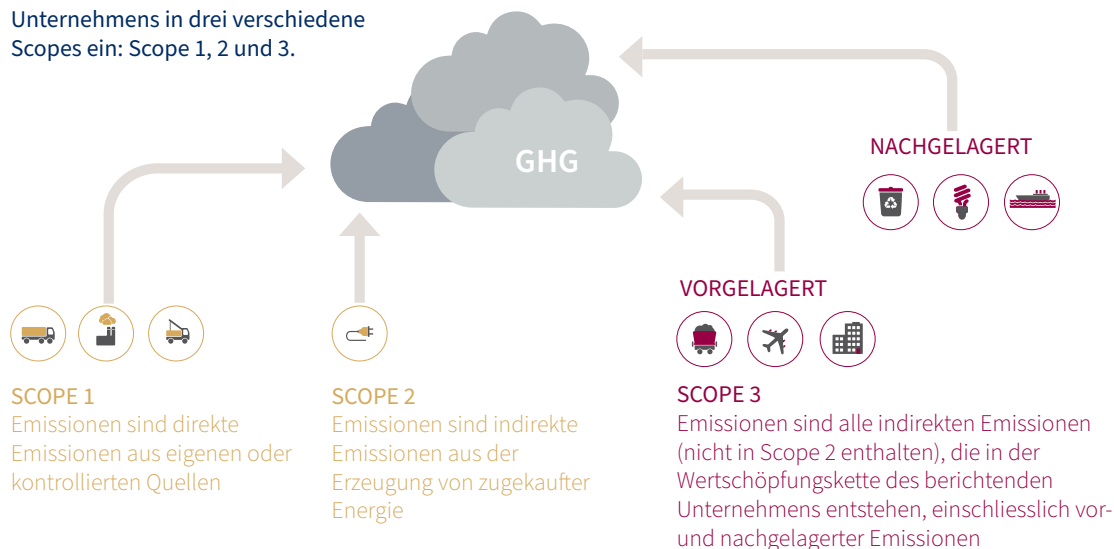 Unternehmens in drei verschiedene
Scopes ein: Scope 1, 2 und 3.
GHG
NACHGELAGERT
VORGELAGERT
SCOPE 1
Emissionen sind direkte
Emissionen aus eigenen oder
kontrollierten Quellen
SCOPE 2
Emissionen sind indirekte
Emissionen aus der
Erzeugung von zugekaufter
Energie
SCOPE 3
Emissionen sind alle indirekten Emissionen
(nicht in Scope 2 enthalten), die in der
Wertschöpfungskette des berichtenden
Unternehmens entstehen, einschliesslich vor-
und nachgelagerter Emissionen